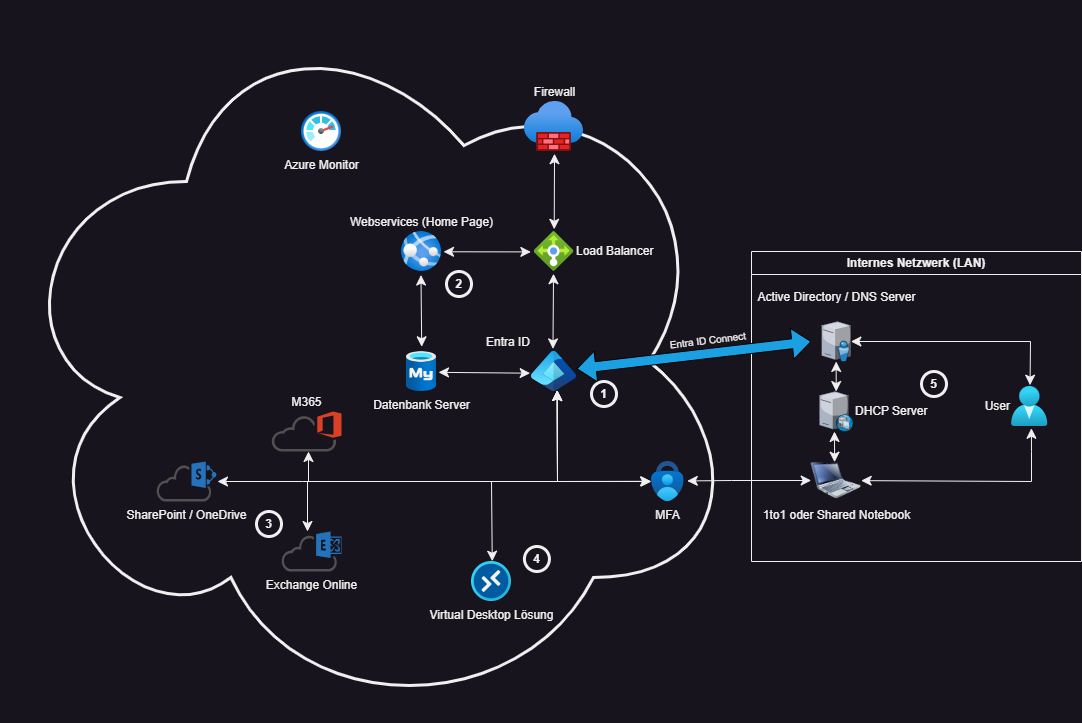 Firewall
Azure Monitor
Webservices (Home Page)
Load Balancer
2
Internes Netzwerk (LAN)
Active Directory / DNS Server
Entra ID Connect
Entra ID
My
1
Datenbank Server
5
DHCP Server
User
M365
S
SharePoint / OneDrive
3
E
Exchange Online
MFA
1to1 oder Shared Notebook
4
Virtual Desktop Lösung